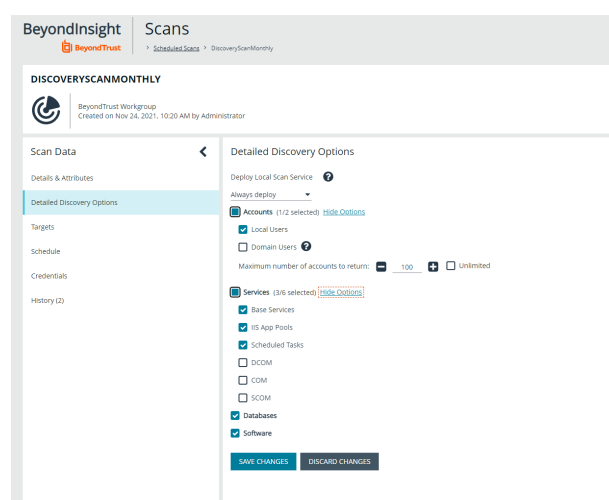 BeyondInsight
BeyondTrust
Scans
> Scheduled Scans > DiscoveryScanMonthly
DISCOVERYSCANMONTHLY
BeyondTrust Workgroup
Created on Nov 24, 2021, 10:20 AM by Administrator
Scan Data
Details & Attributes
Detailed Discovery Options
Targets
Schedule
Credentials
History (2)
Detailed Discovery Options
Deploy Local Scan Service ?
Always deploy
Accounts (1/2 selected) Hide Options
Local Users
Domain Users ?
Maximum number of accounts to return: 100 Unlimited
Services (3/6 selected) Hide Options
Base Services
IIS App Pools
Scheduled Tasks
DCOM
COM
SCOM
Databases
Software
SAVE CHANGES DISCARD CHANGES